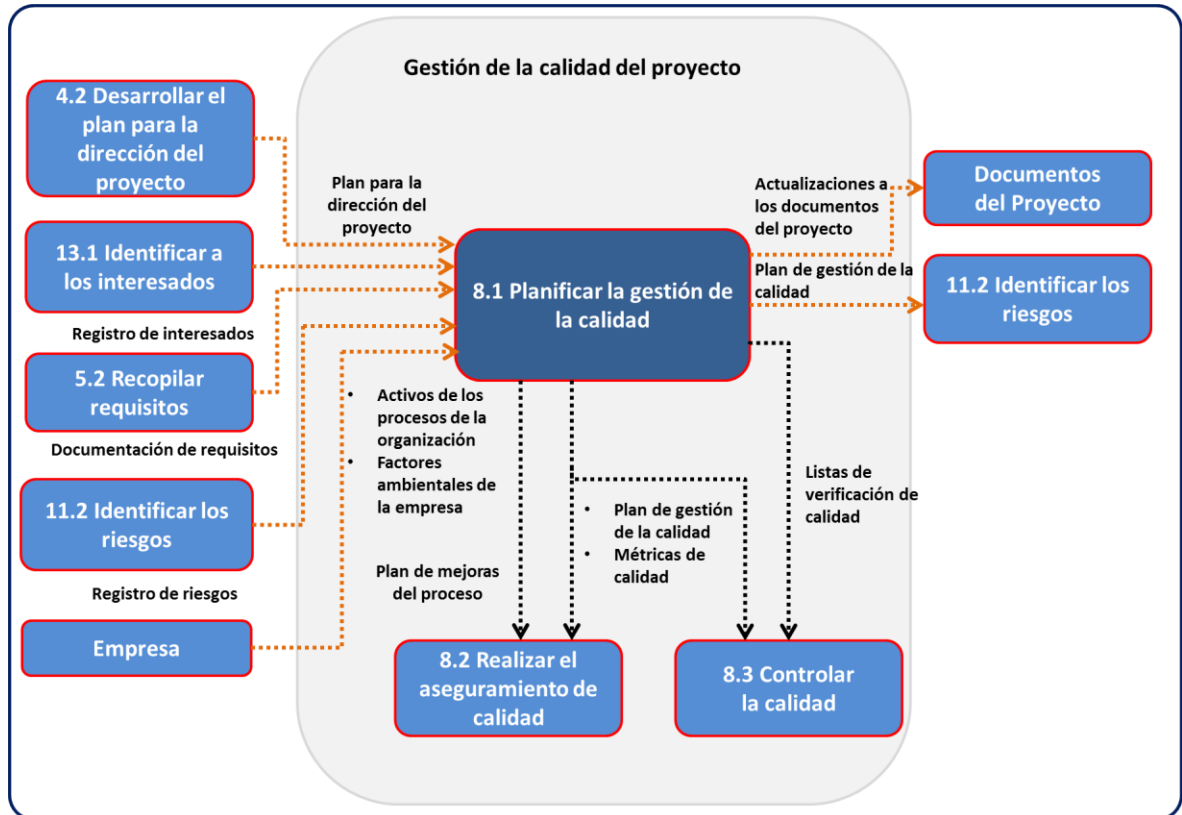 Gestión de la calidad del proyecto
4.2 Desarrollar el
plan para la
dirección del
proyecto
13.1 Identificar a
los interesados
Registro de interesados
5.2 Recopilar
requisitos
Documentación de requisitos
11.2 Identificar los
riesgos
Registro de riesgos
Empresa
Plan para la
dirección del
proyecto
8.1 Planificar la gestión de
la calidad
• Activos de los
procesos de la
organización
• Factores
ambientales de
la empresa
Plan de mejoras
del proceso
• Plan de gestión
de la calidad
• Métricas de
calidad
Listas de
verificación de
calidad
8.2 Realizar el
aseguramiento de
calidad
8.3 Controlar
la calidad
Actualizaciones a
los documentos
del proyecto
Plan de gestión de la
calidad
Documentos
del Proyecto
11.2 Identificar los
riesgos